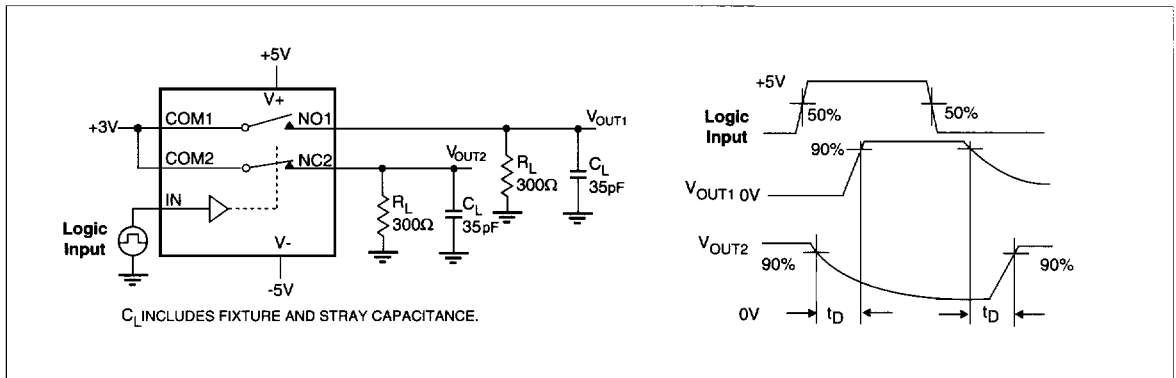 +5V
V+
+3V
COM1
NO1
VOUT1
COM2
NC2
VOUT2
RL
300Ω
CL
35pF
RL
300Ω
CL
35pF
IN
Logic
Input
V-
-5V
CL INCLUDES FIXTURE AND STRAY CAPACITANCE.
+5V
Logic
Input
50%
50%
90%
VOUT1 0V
VOUT2
90%
90%
0V
tD
tD